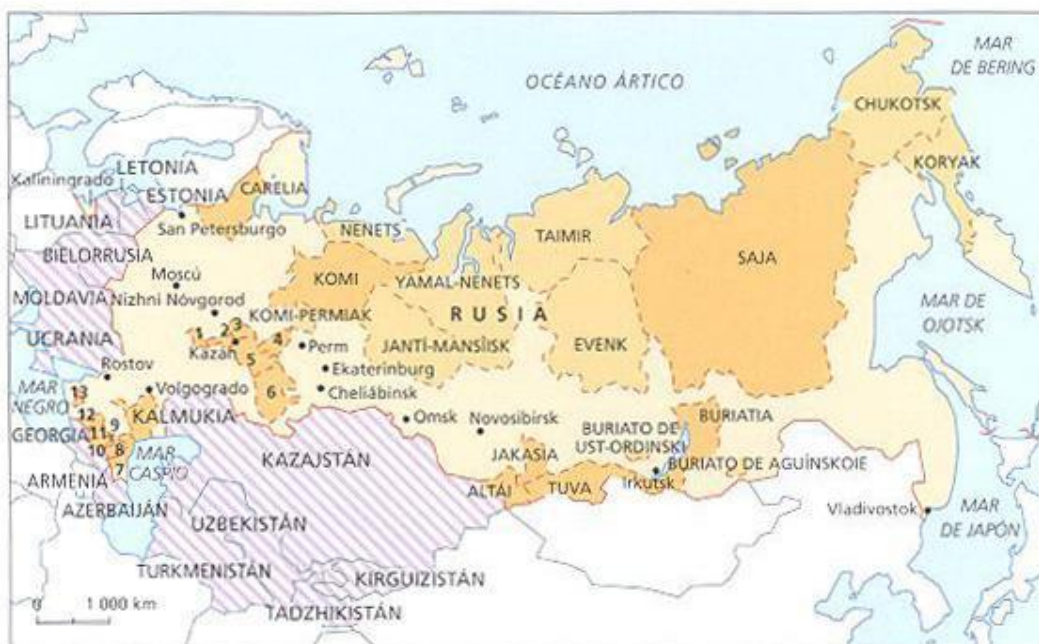 OCÉANO ÁRTICO
MAR
DE BERING
CHUKOTSK
KORYAK
LETONIA
Kaliningrado
ESTONIA
CARELIA
LITUANIA
San Petersburgo
NENETS
TAIMIR
BIELORRUSIA
SAJA
Moscú
KOMI
YAMAL-NENETS
MOLDAVIA
Nizhni Nóvgorod
KOMI-PERMIAK
RUSIA
MAR DE
OJOTSK
UCRANIA
1
2
3
4
Kazán
5
Perm
JANTÍ-MANSÍISK
EVENK
Rostov
Ekaterinburg
MAR
NEGRO
13
Volgogrado
6
Cheliábinsk
12
9
KALMUKIA
Omsk
Novosibirsk
BURIATO DE
UST-ORDINSKI
BURIATIA
GEORGIA
11
10
8
7
MAR
CASPIO
KAZAJSTÁN
JAKASIA
BURIATO DE AGUÍNSKOIE
ARMENIA
ALTÁI
TUVA
Irkutsk
AZERBAIJÁN
UZBEKISTÁN
Vladivostok
MAR
DE JAPÓN
TURKMENISTÁN
KIRGUIZISTÁN
0 1 000 km
TADZHIKISTÁN